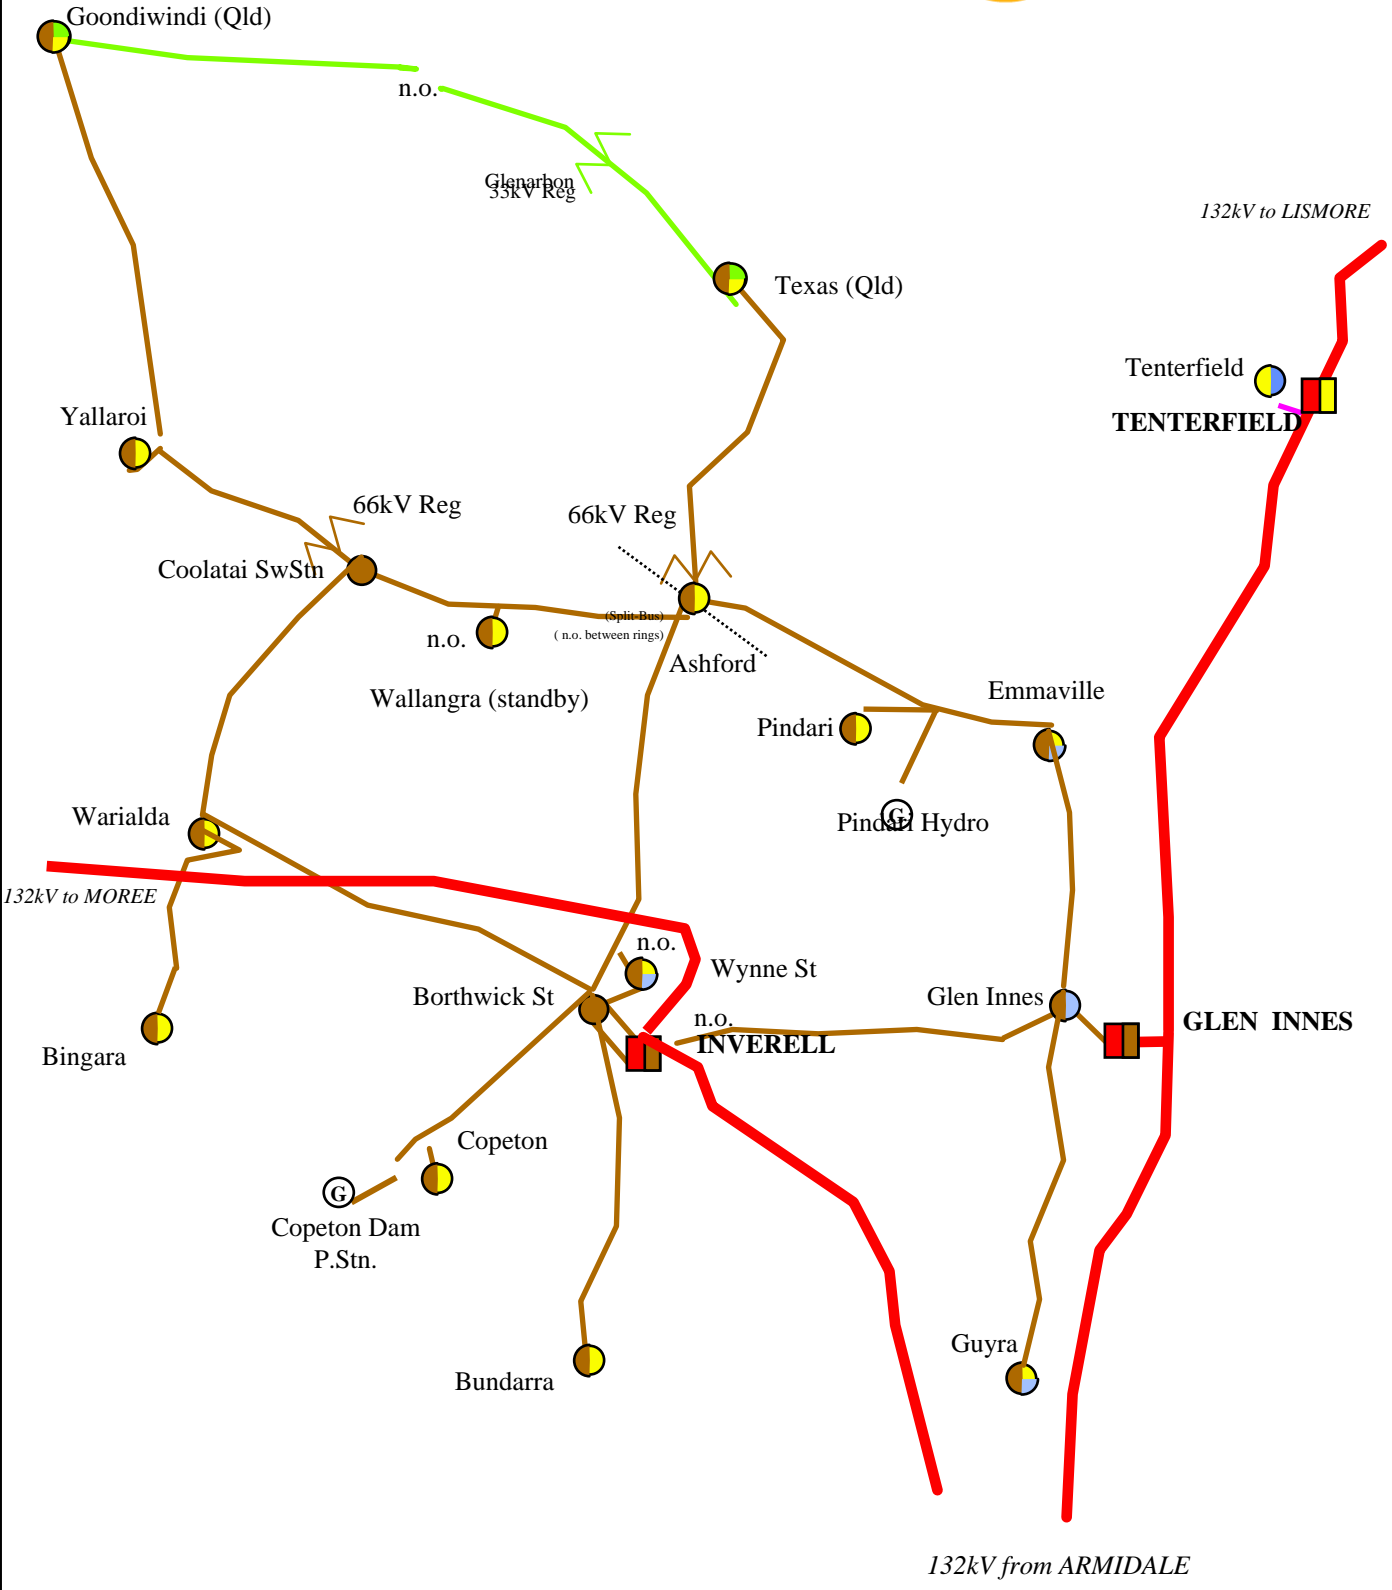 Goondiwindi (Qld)
n.o.
Glenarbon
33kV Reg
132kV to LISMORE
Texas (Qld)
Tenterfield
TENTERFIELD
Yallaroi
66kV Reg
66kV Reg
Coolatai SwStn
(Split-Bus)
( n.o. between rings)
n.o.
Ashford
Wallangra (standby)
Emmaville
Pindari
G
Pindari Hydro
Warialda
132kV to MOREE
n.o.
Wynne St
Borthwick St
Glen Innes
n.o.
GLEN INNES
INVERELL
Bingara
Copeton
G
Copeton Dam
P.Stn.
Guyra
Bundarra
132kV from ARMIDALE